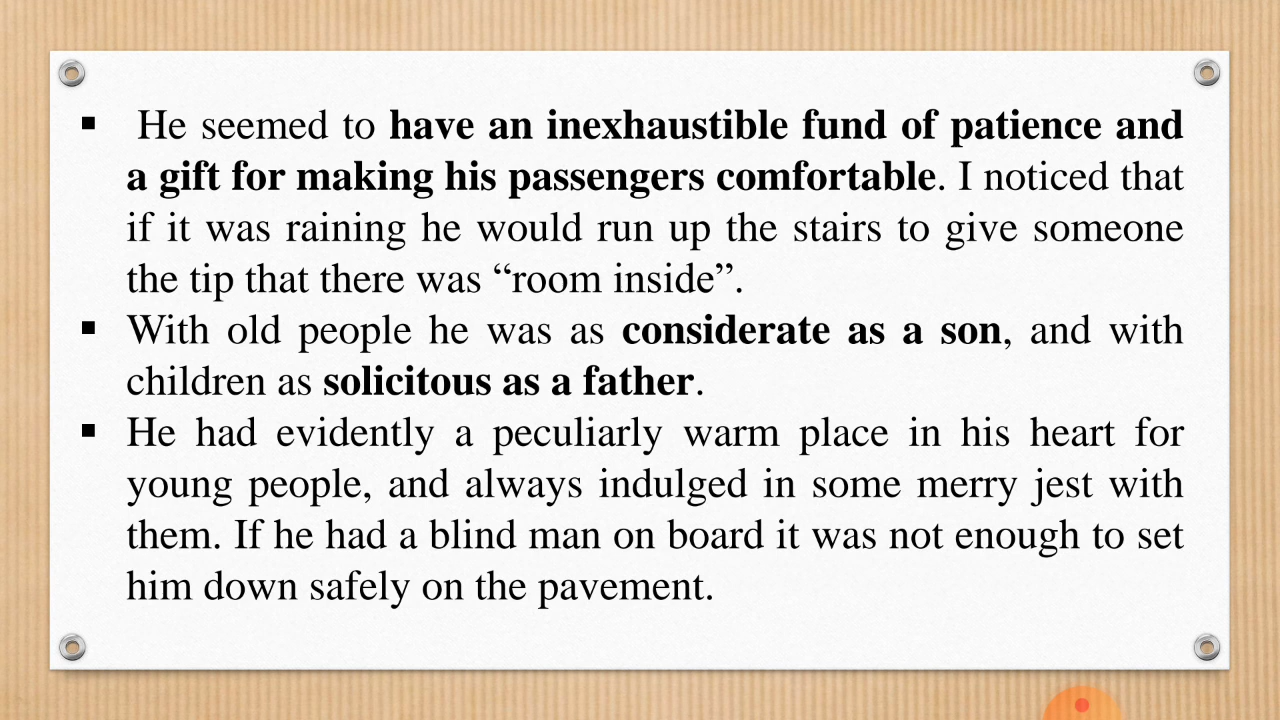 ▪ He seemed to have an inexhaustible fund of patience and
a gift for making his passengers comfortable. I noticed that
if it was raining he would run up the stairs to give someone
the tip that there was “room inside”.
▪ With old people he was as considerate as a son, and with
children as solicitous as a father.
▪ He had evidently a peculiarly warm place in his heart for
young people, and always indulged in some merry jest with
them. If he had a blind man on board it was not enough to set
him down safely on the pavement.